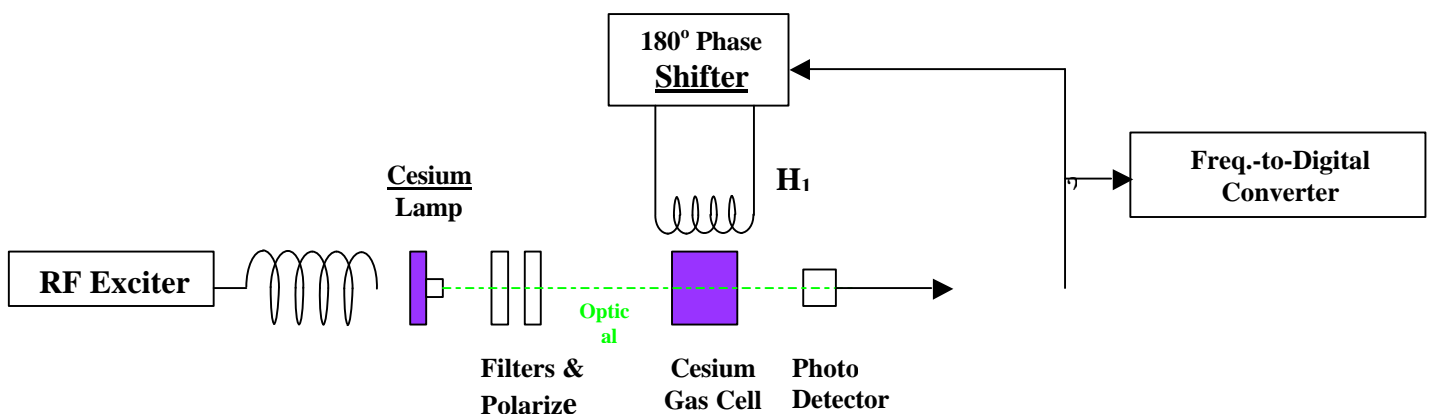 180° Phase
Shifter
Freq.-to-Digital
Converter
H₁
Cesium
Lamp
RF Exciter
Optic
al
Filters &
Polarize
Cesium
Gas Cell
Photo
Detector